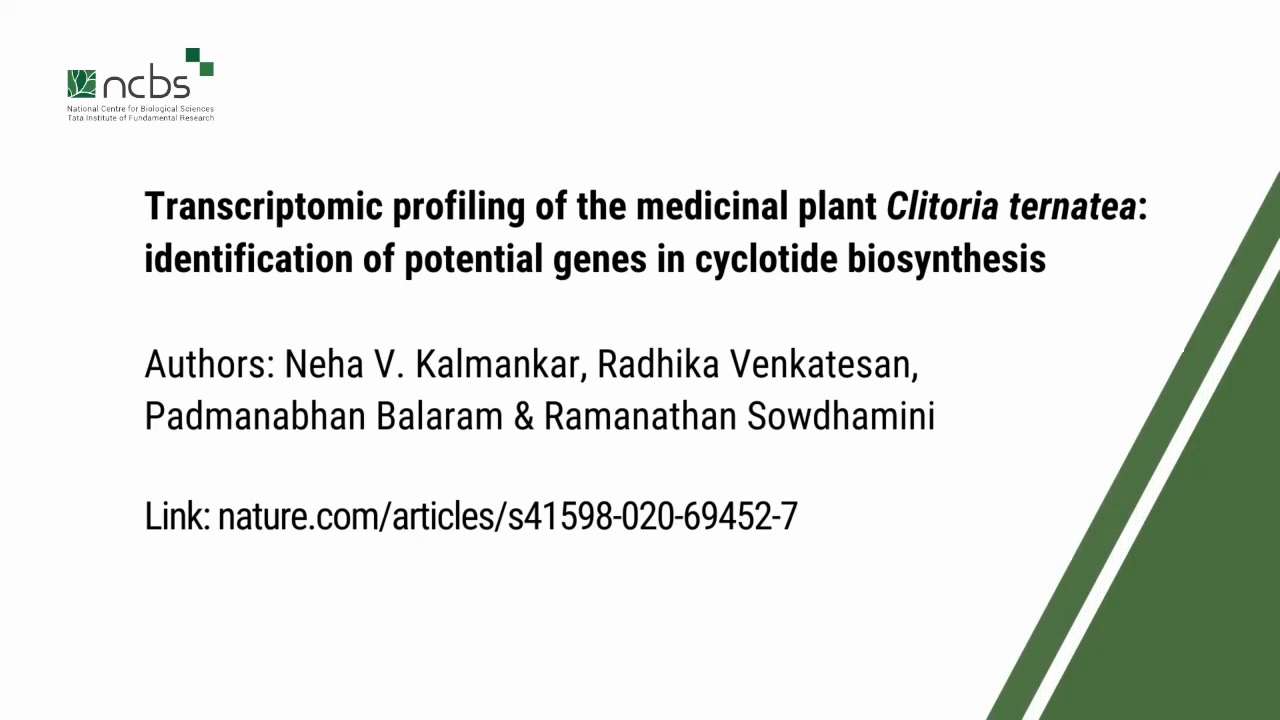 ncbs
National Centre for Biological Sciences
Tata Institute of Fundamental Research
Transcriptomic profiling of the medicinal plant Clitoria ternatea:
identification of potential genes in cyclotide biosynthesis
Authors: Neha V. Kalmankar, Radhika Venkatesan,
Padmanabhan Balaram & Ramanathan Sowdhamini
Link: nature.com/articles/s41598-020-69452-7